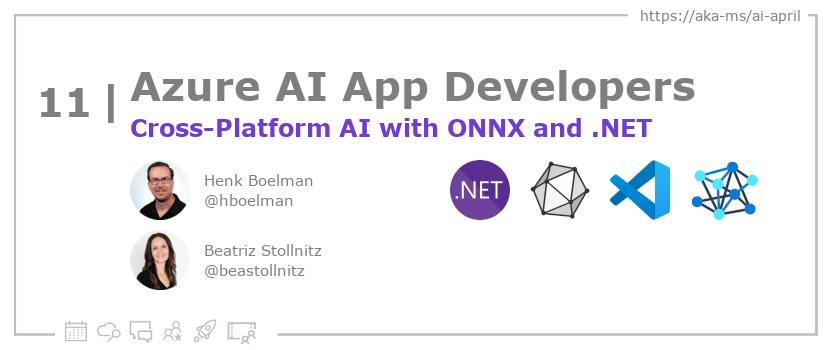 https://aka-ms/ai-april
11 | Azure AI App Developers
Cross-Platform AI with ONNX and .NET
Henk Boelman
@hboelman
.NET
Beatriz Stollnitz
@beastollnitz